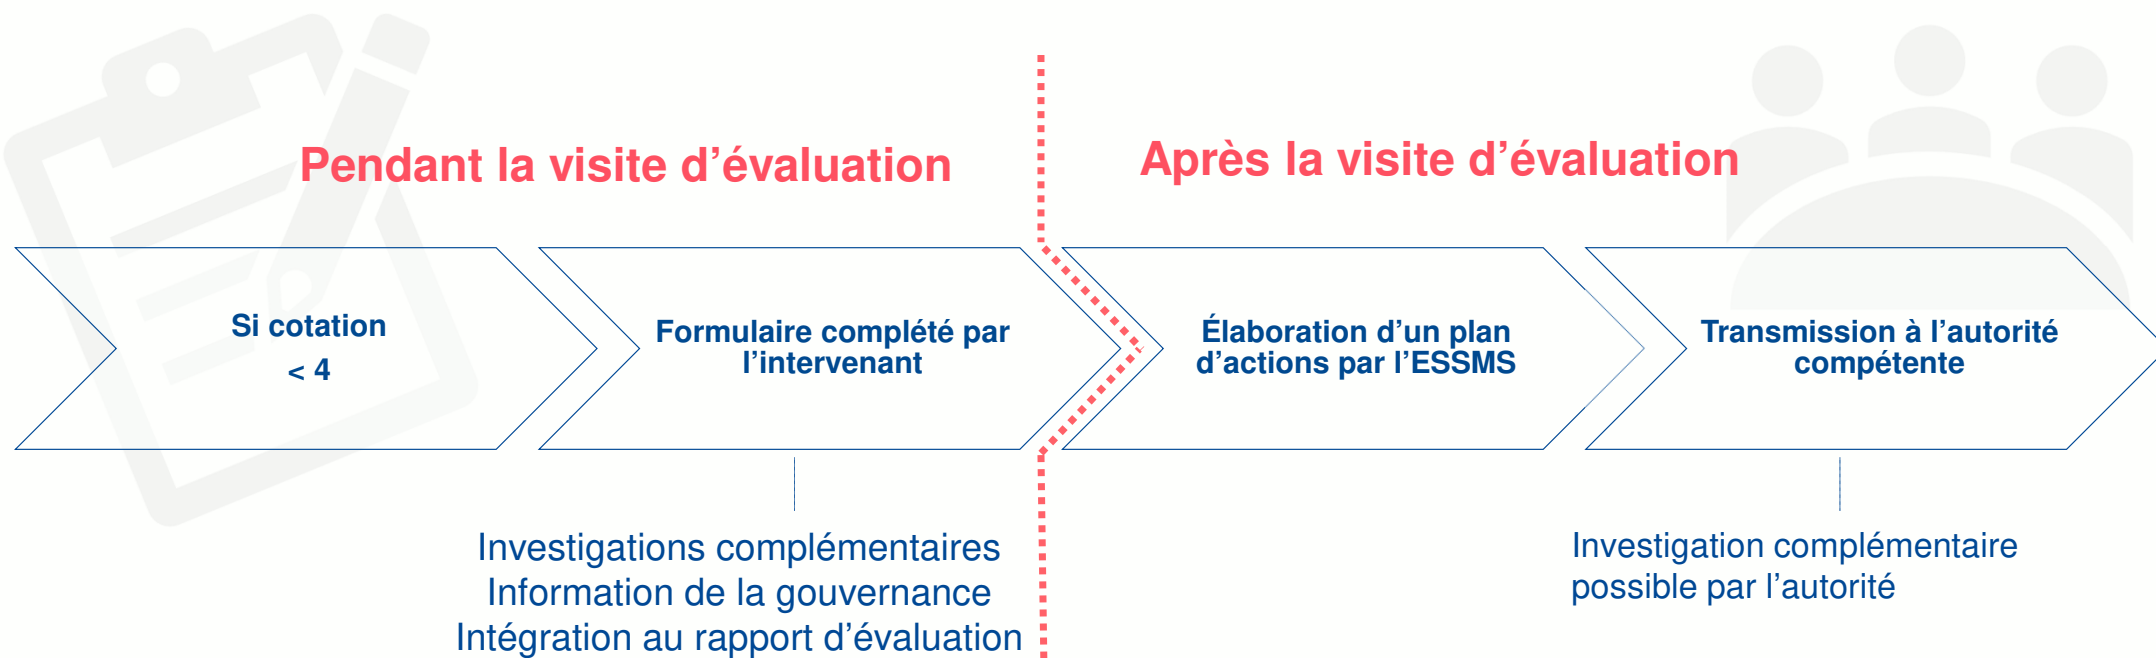 Pendant la visite d’évaluation
Après la visite d’évaluation
Si cotation
< 4
Formulaire complété par
l’intervenant
Élaboration d’un plan
d’actions par l’ESSMS
Transmission à l’autorité
compétente
Investigations complémentaires
Information de la gouvernance
Intégration au rapport d’évaluation
Investigation complémentaire
possible par l’autorité